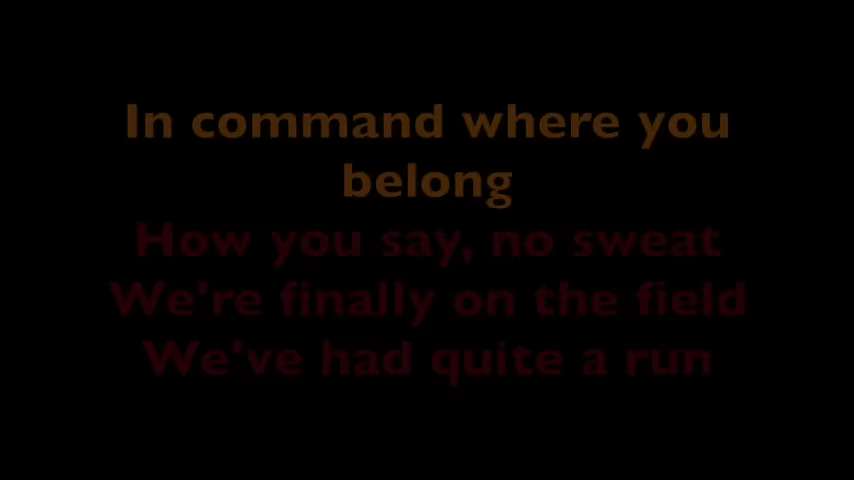 In command where you
belong
How you say, no sweat
We're finally on the field
We've had quite a run